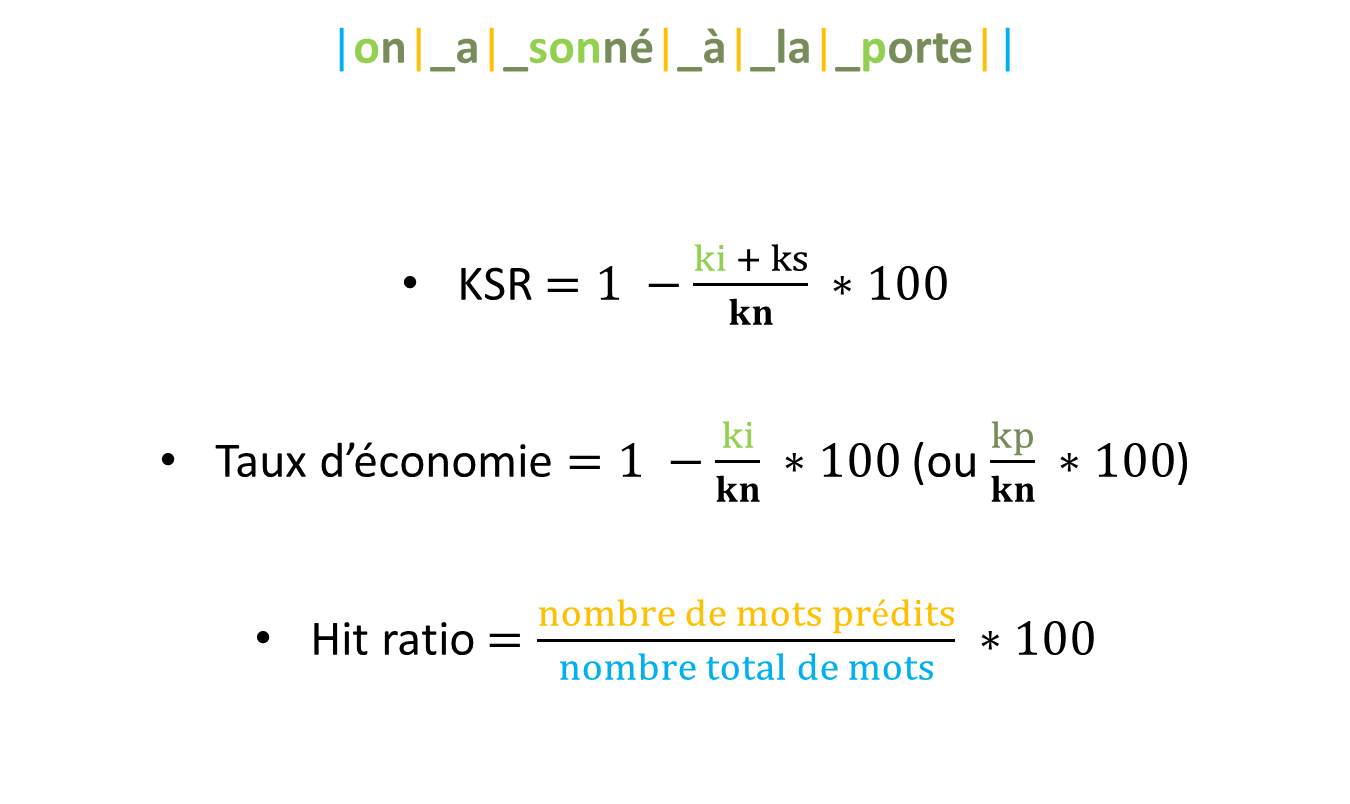 |on|_a|_sonné|_à|_la|_porte||
• KSR = 1 − (ki + ks)/kn * 100
• Taux d’économie = 1 − ki/kn * 100 (ou kp/kn * 100)
• Hit ratio = nombre de mots prédits/nombre total de mots * 100